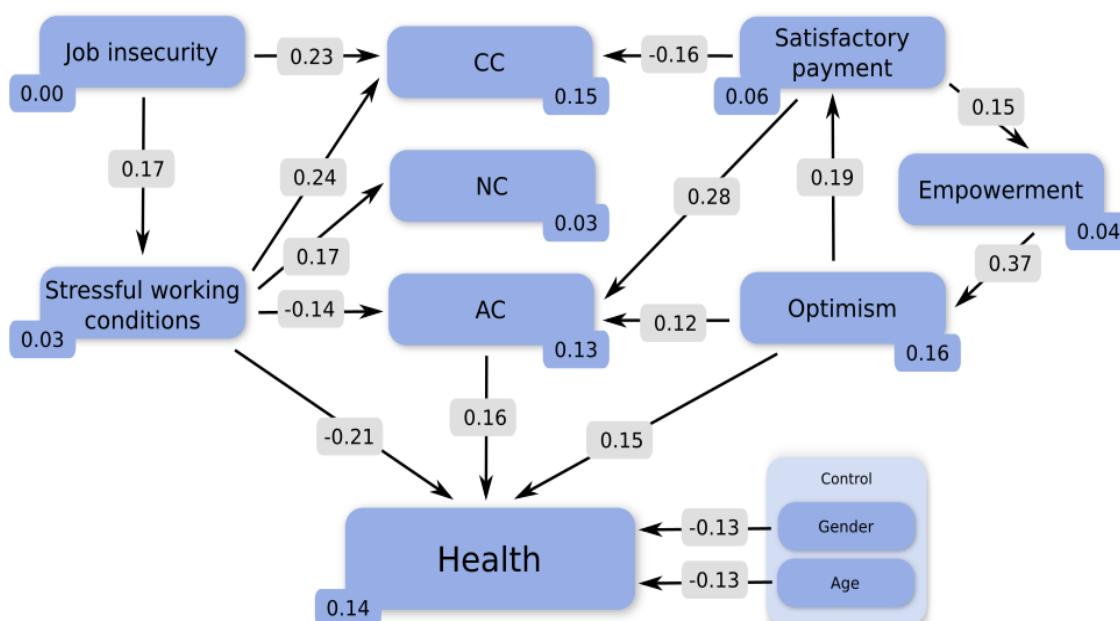 Job insecurity
0.00
0.23
CC
0.15
-0.16
Satisfactory
payment
0.06
0.15
0.17
0.24
NC
0.03
0.28
0.19
Empowerment
0.04
0.17
0.37
Stressful working
conditions
0.03
-0.14
AC
0.13
0.12
Optimism
0.16
-0.21
0.16
0.15
Control
Health
0.14
-0.13
Gender
-0.13
Age